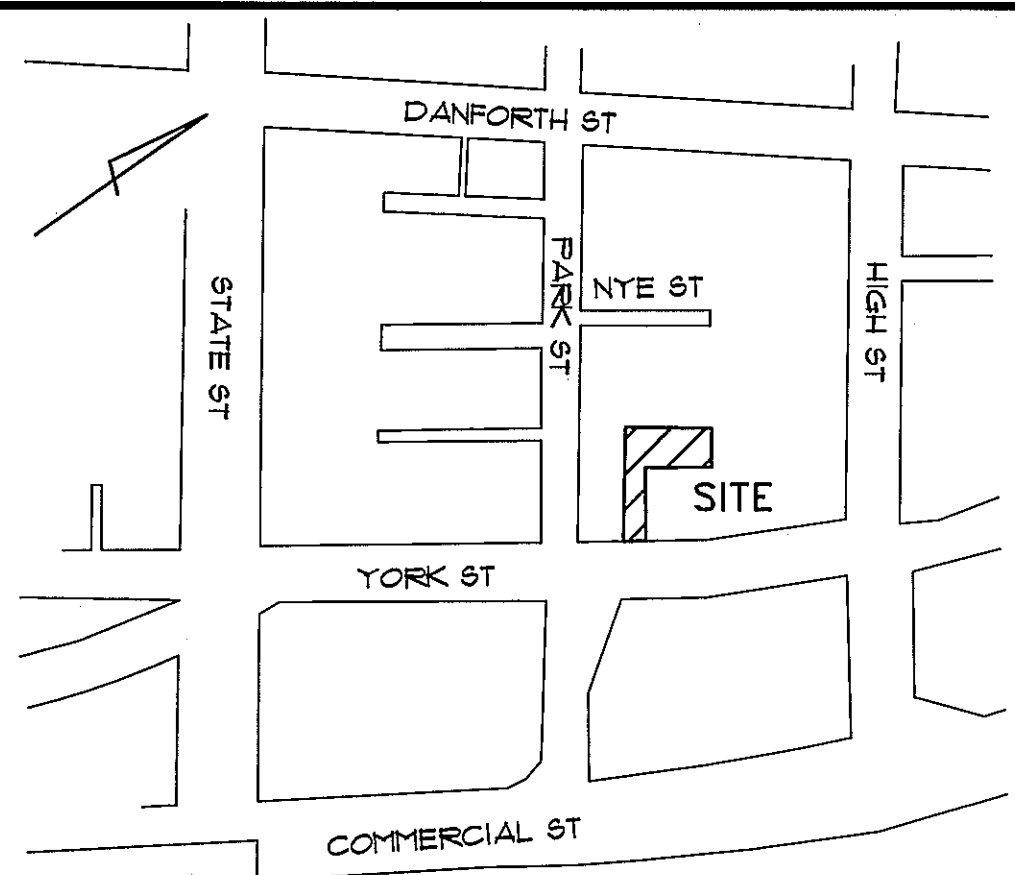 DANFORTH ST
PARK ST
NYE ST
HIGH ST
STATE ST
SITE
YORK ST
COMMERCIAL ST